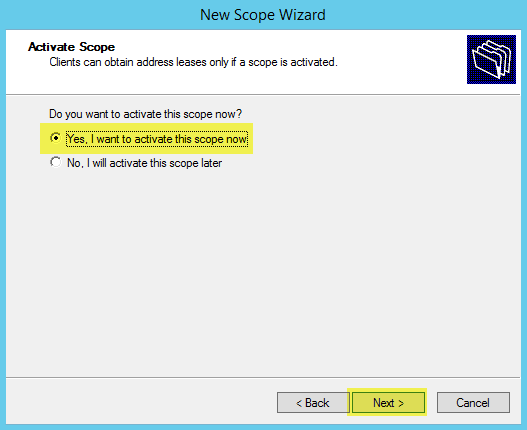 New Scope Wizard
Activate Scope
Clients can obtain address leases only if a scope is activated.
Do you want to activate this scope now?
Yes, I want to activate this scope now
No, I will activate this scope later
< Back
Next >
Cancel